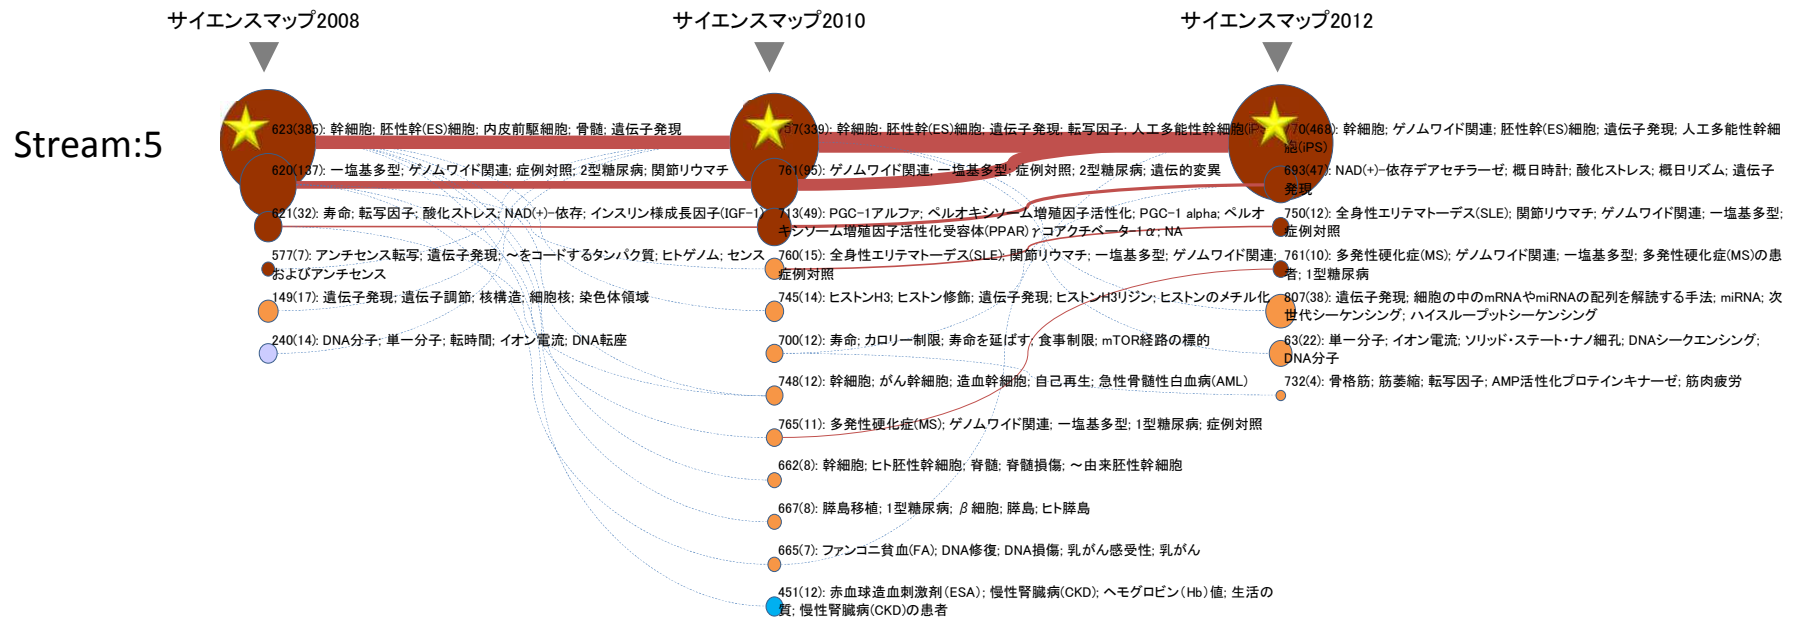 サイエンスマップ2008
サイエンスマップ2010
サイエンスマップ2012
Stream:5
623(385): 幹細胞; 胚性幹(ES)細胞; 内皮前駆細胞; 骨髄; 遺伝子発現
620(137): 一塩基多型; ゲノムワイド関連; 症例対照; 2型糖尿病; 関節リウマチ
621(32): 寿命; 転写因子; 酸化ストレス; NAD(+)-依存; インスリン様成長因子(IGF-1)
577(7): アンチセンス転写; 遺伝子発現; ～をコードするタンパク質; ヒトゲノム; センス
およびアンチセンス
149(17): 遺伝子発現; 遺伝子調節; 核構造; 細胞核; 染色体領域
240(14): DNA分子; 単一分子; 転時間; イオン電流; DNA転座
7(339): 幹細胞; 胚性幹(ES)細胞; 遺伝子発現; 転写因子; 人工多能性幹細胞(iPS
761(95): ゲノムワイド関連; 一塩基多型; 症例対照; 2型糖尿病; 遺伝的変異
713(49): PGC-1アルファ; ペルオキシソーム増殖因子活性化; PGC-1 alpha; ペルオ
キシソーム増殖因子活性化受容体(PPAR)γコアクチベーター1α; NA
760(15): 全身性エリテマトーデス(SLE); 関節リウマチ; 一塩基多型; ゲノムワイド関連;
症例対照
745(14): ヒストンH3; ヒストン修飾; 遺伝子発現; ヒストンH3リジン; ヒストンのメチル化
700(12): 寿命; カロリー制限; 寿命を延ばす; 食事制限; mTOR経路の標的
748(12): 幹細胞; がん幹細胞; 造血幹細胞; 自己再生; 急性骨髄性白血病(AML)
765(11): 多発性硬化症(MS); ゲノムワイド関連; 一塩基多型; 1型糖尿病; 症例対照
662(8): 幹細胞; ヒト胚性幹細胞; 脊髄; 脊髄損傷; ～由来胚性幹細胞
667(8): 膵島移植; 1型糖尿病; β細胞; 膵島; ヒト膵島
665(7): ファンコニ貧血(FA); DNA修復; DNA損傷; 乳がん感受性; 乳がん
451(12): 赤血球造血刺激剤(ESA); 慢性腎臓病(CKD); ヘモグロビン(Hb)値; 生活の
質; 慢性腎臓病(CKD)の患者
770(468): 幹細胞; ゲノムワイド関連; 胚性幹(ES)細胞; 遺伝子発現; 人工多能性幹細
胞(iPS)
693(47): NAD(+)-依存デアセチラーゼ; 概日時計; 酸化ストレス; 概日リズム; 遺伝子
発現
750(12): 全身性エリテマトーデス(SLE); 関節リウマチ; ゲノムワイド関連; 一塩基多型;
症例対照
761(10): 多発性硬化症(MS); ゲノムワイド関連; 一塩基多型; 多発性硬化症(MS)の患
者; 1型糖尿病
807(38): 遺伝子発現; 細胞の中のmRNAやmiRNAの配列を解読する手法; miRNA; 次
世代シーケンシング; ハイスループットシーケンシング
63(22): 単一分子; イオン電流; ソリッド・ステート・ナノ細孔; DNAシークエンシング;
DNA分子
732(4): 骨格筋; 筋萎縮; 転写因子; AMP活性化プロテインキナーゼ; 筋肉疲労